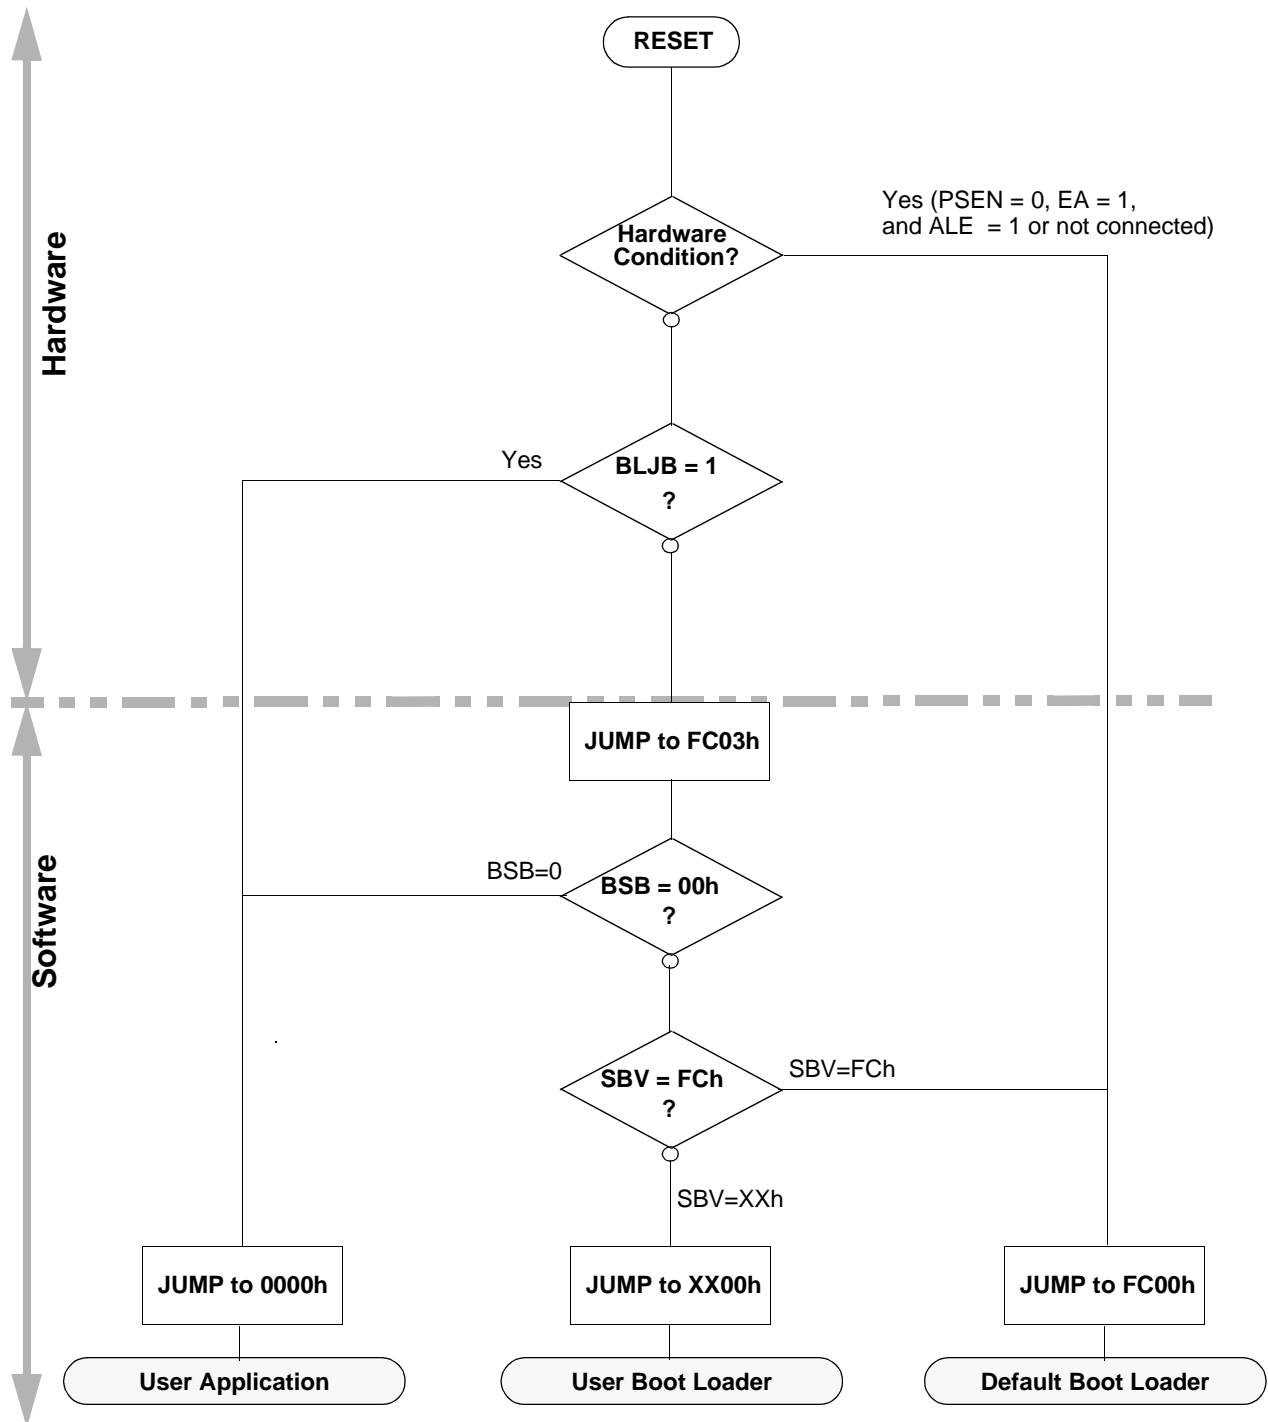 RESET
Yes (PSEN = 0, EA = 1,
and ALE = 1 or not connected)
Hardware
Condition?
Hardware
Yes
BLJB = 1
?
JUMP to FC03h
BSB=0
BSB = 00h
?
Software
SBV = FCh
?
SBV=FCh
SBV=XXh
JUMP to 0000h
JUMP to XX00h
JUMP to FC00h
User Application
User Boot Loader
Default Boot Loader